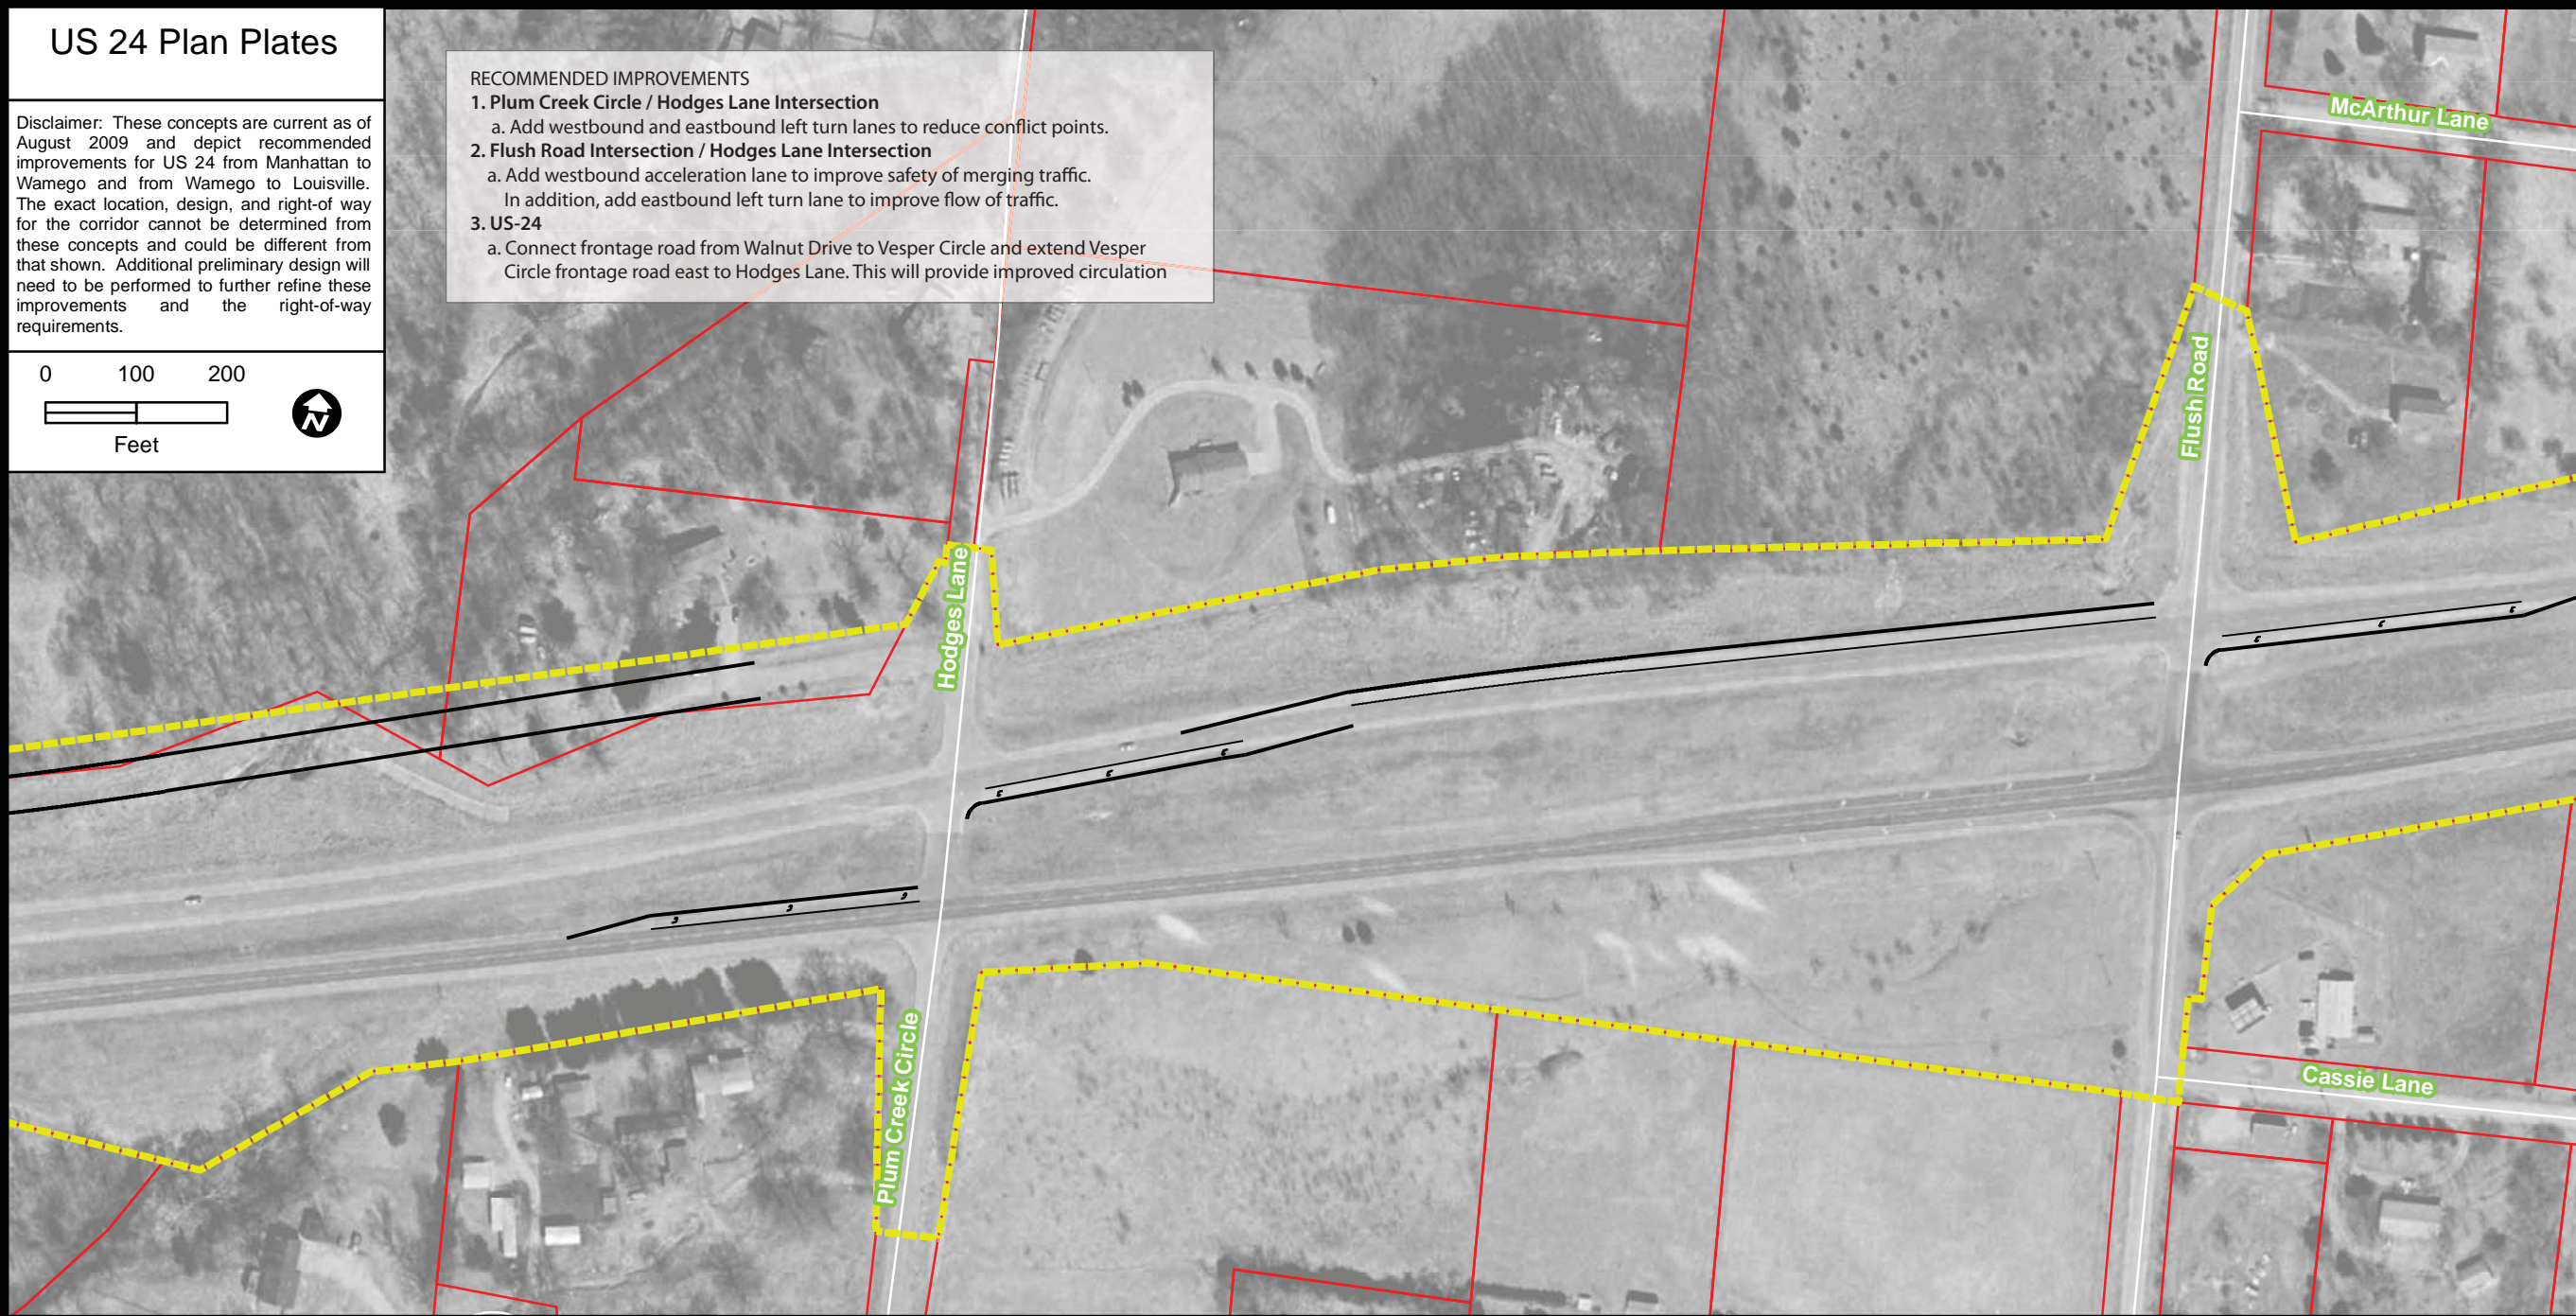 US 24 Plan Plates
Disclaimer: These concepts are current as of
August 2009 and depict recommended
improvements for US 24 from Manhattan to
Wamego and from Wamego to Louisville.
The exact location, design, and right-of way
for the corridor cannot be determined from
these concepts and could be different from
that shown. Additional preliminary design will
need to be performed to further refine these
improvements and the right-of-way
requirements.
0 100 200
Feet
N
RECOMMENDED IMPROVEMENTS
1. Plum Creek Circle / Hodges Lane Intersection
a. Add westbound and eastbound left turn lanes to reduce conflict points.
2. Flush Road Intersection / Hodges Lane Intersection
a. Add westbound acceleration lane to improve safety of merging traffic.
In addition, add eastbound left turn lane to improve flow of traffic.
3. US-24
a. Connect frontage road from Walnut Drive to Vesper Circle and extend Vesper
Circle frontage road east to Hodges Lane. This will provide improved circulation
McArthur Lane
Flush Road
Hodges Lane
Plum Creek Circle
Cassie Lane